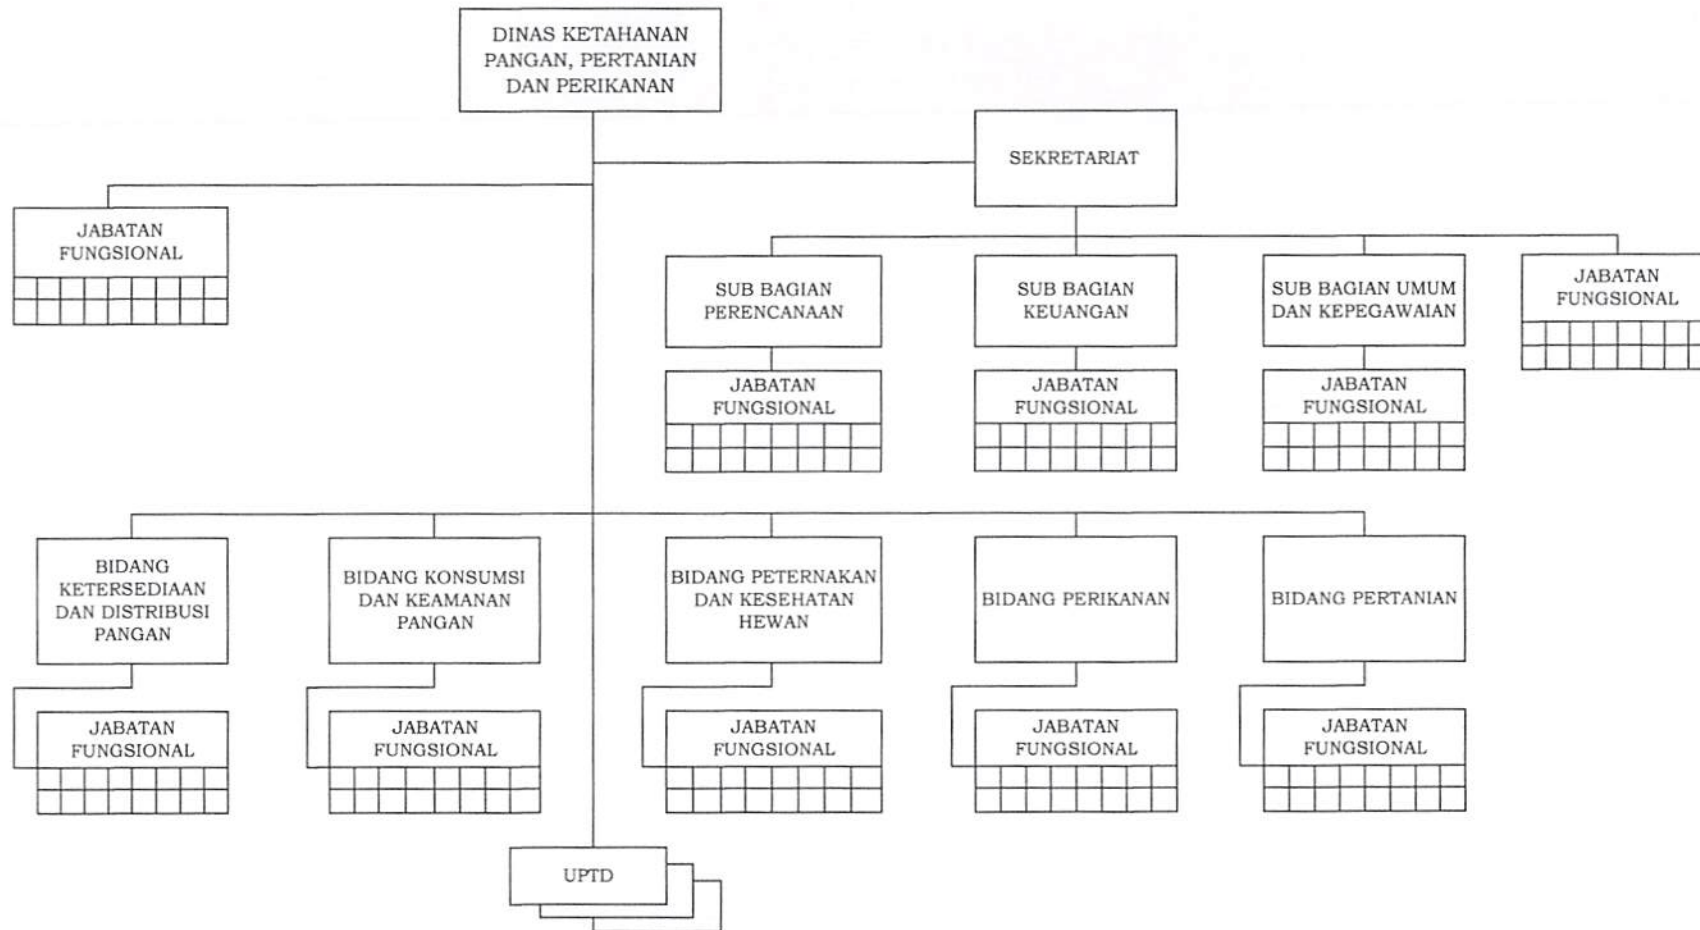 DINAS KETAHANAN
PANGAN, PERTANIAN
DAN PERIKANAN
SEKRETARIAT
JABATAN
FUNGSIONAL
SUB BAGIAN
PERENCANAAN
SUB BAGIAN
KEUANGAN
SUB BAGIAN UMUM
DAN KEPEGAWAIAN
JABATAN
FUNGSIONAL
JABATAN
FUNGSIONAL
JABATAN
FUNGSIONAL
JABATAN
FUNGSIONAL
BIDANG
KETERSEDIAAN
DAN DISTRIBUSI
PANGAN
BIDANG KONSUMSI
DAN KEAMANAN
PANGAN
BIDANG PETERNAKAN
DAN KESEHATAN
HEWAN
BIDANG PERIKANAN
BIDANG PERTANIAN
JABATAN
FUNGSIONAL
JABATAN
FUNGSIONAL
JABATAN
FUNGSIONAL
JABATAN
FUNGSIONAL
JABATAN
FUNGSIONAL
UPTD